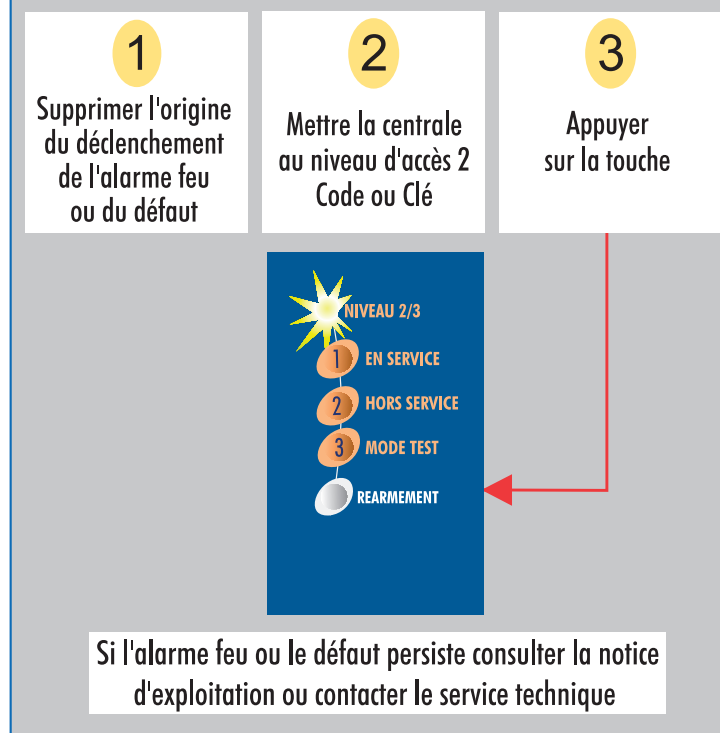 1
Supprimer l'origine
du déclenchement
de l'alarme feu
ou du défaut
2
Mettre la centrale
au niveau d'accès 2
Code ou Clé
3
Appuyer
sur la touche
NIVEAU 2/3
1 EN SERVICE
2 HORS SERVICE
3 MODE TEST
REARMEMENT
Si l'alarme feu ou le défaut persiste consulter la notice
d'exploitation ou contacter le service technique